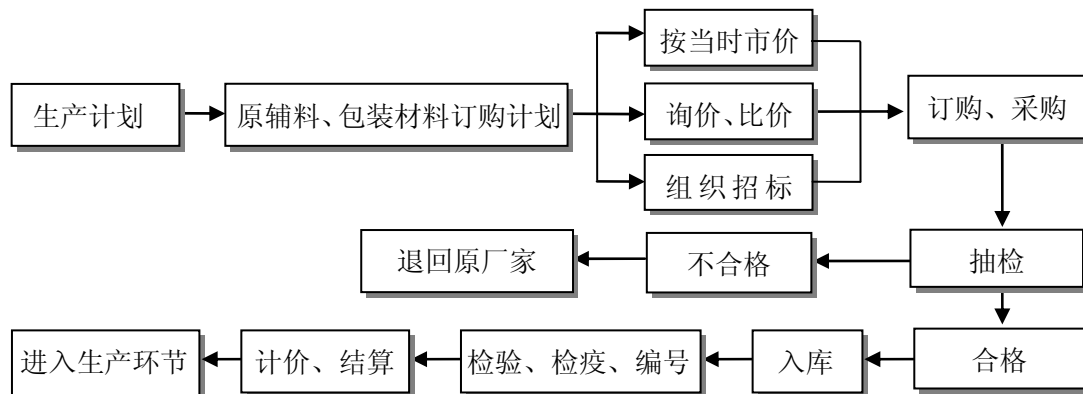 按当时市价
生产计划
原辅料、包装材料订购计划
询价、比价
订购、采购
组织招标
退回原厂家
不合格
抽检
进入生产环节
计价、结算
检验、检疫、编号
入库
合格